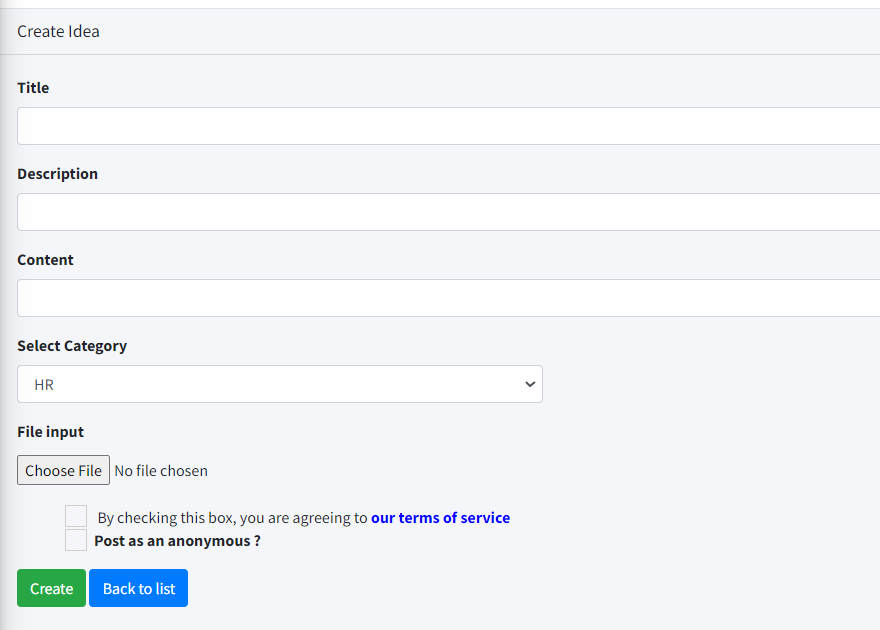 Create Idea
Title
Description
Content
Select Category
HR
File input
Choose File No file chosen
By checking this box, you are agreeing to our terms of service
Post as an anonymous ?
Create Back to list